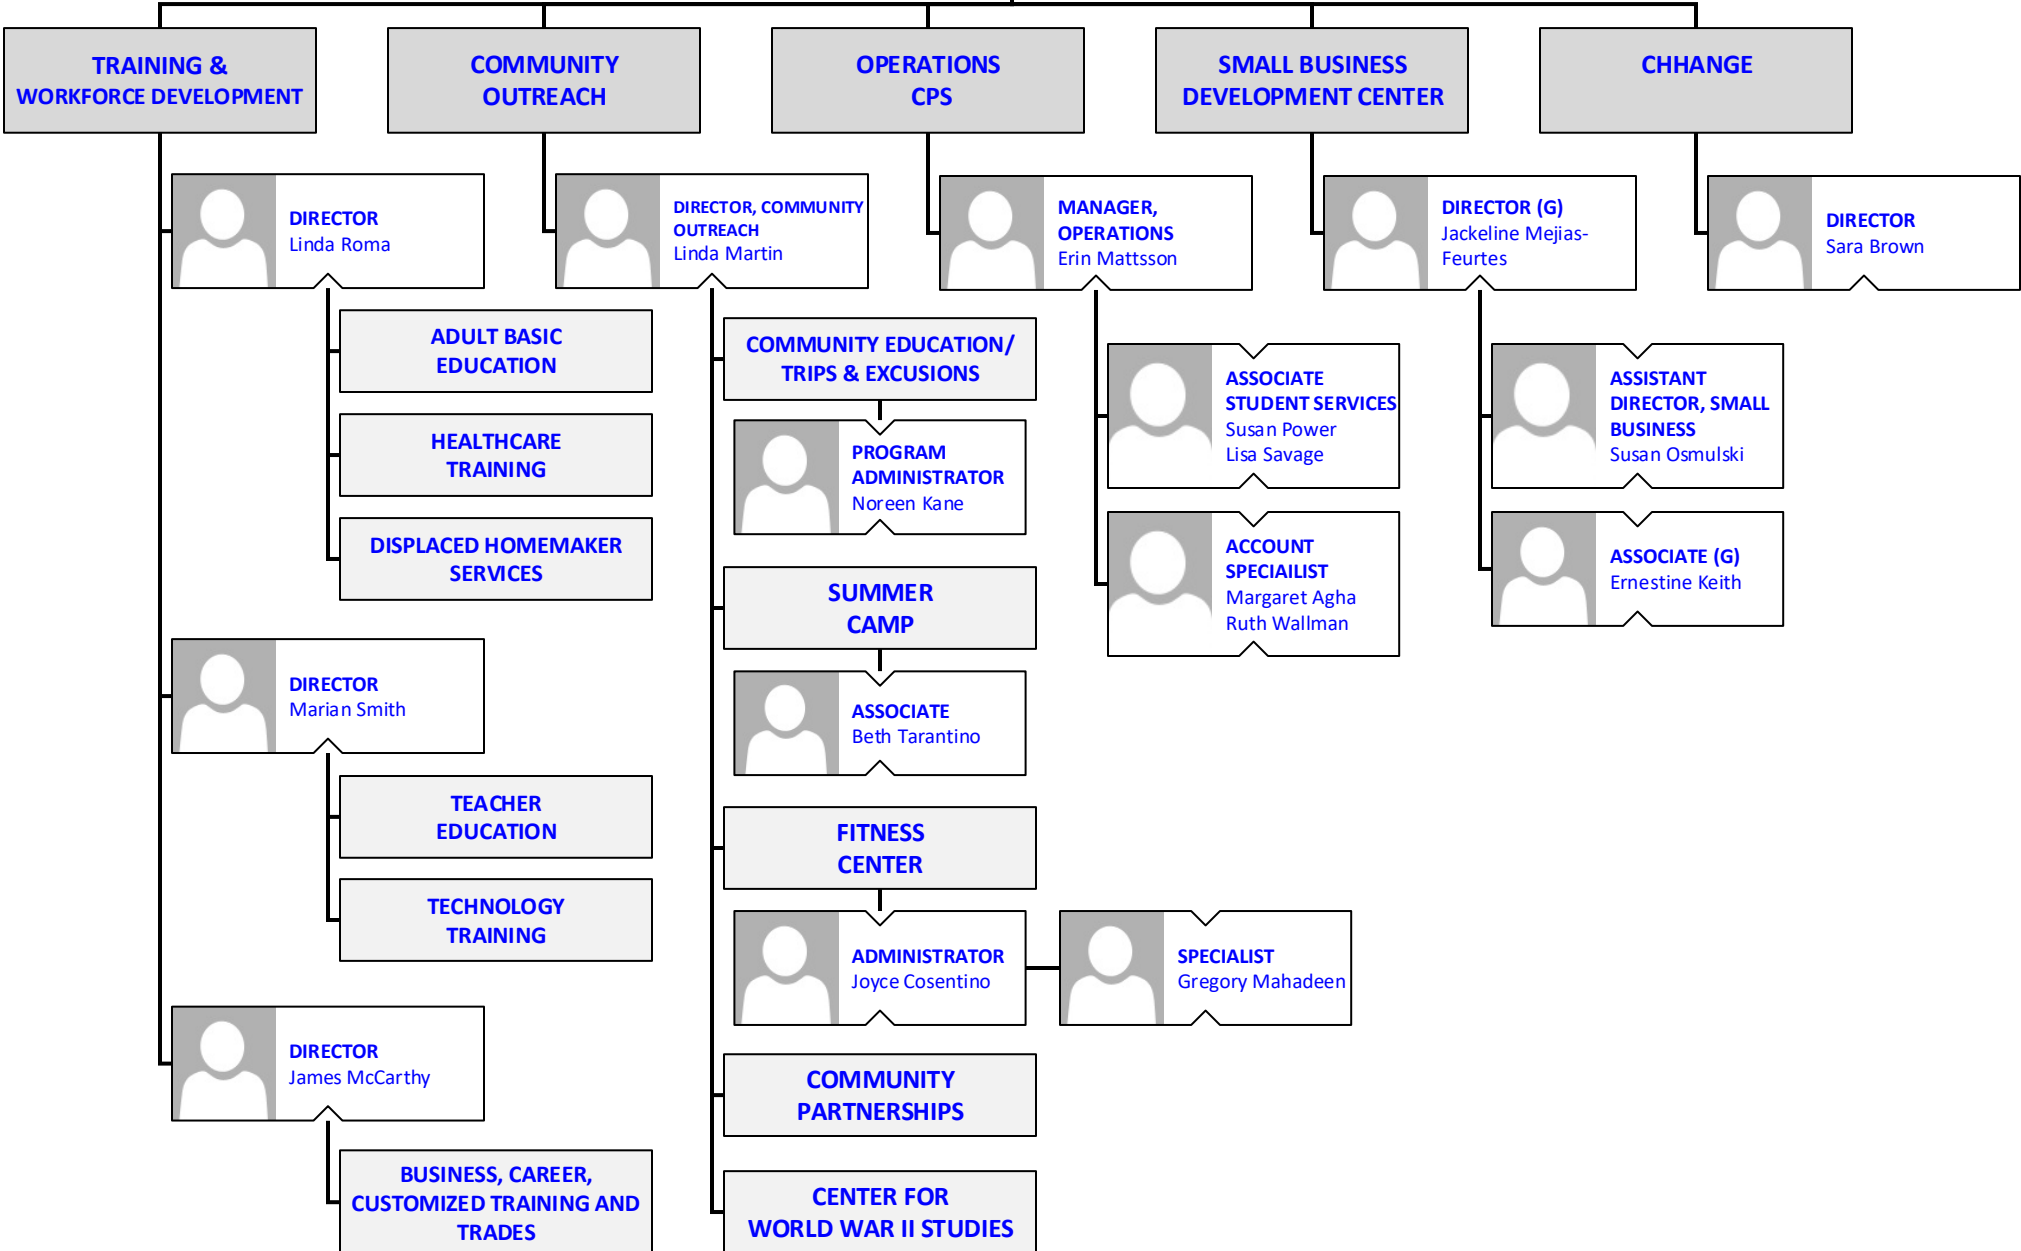 TRAINING &
WORKFORCE DEVELOPMENT
COMMUNITY
OUTREACH
OPERATIONS
CPS
SMALL BUSINESS
DEVELOPMENT CENTER
CHHANGE
DIRECTOR
Linda Roma
ADULT BASIC
EDUCATION
HEALTHCARE
TRAINING
DISPLACED HOMEMAKER
SERVICES
DIRECTOR
Marian Smith
TEACHER
EDUCATION
TECHNOLOGY
TRAINING
DIRECTOR
James McCarthy
BUSINESS, CAREER,
CUSTOMIZED TRAINING AND
TRADES
DIRECTOR, COMMUNITY
OUTREACH
Linda Martin
COMMUNITY EDUCATION/
TRIPS & EXCUSIONS
PROGRAM
ADMINISTRATOR
Noreen Kane
SUMMER
CAMP
ASSOCIATE
Beth Tarantino
FITNESS
CENTER
ADMINISTRATOR
Joyce Cosentino
SPECIALIST
Gregory Mahadeen
COMMUNITY
PARTNERSHIPS
CENTER FOR
WORLD WAR II STUDIES
MANAGER,
OPERATIONS
Erin Mattsson
ASSOCIATE
STUDENT SERVICES
Susan Power
Lisa Savage
ACCOUNT
SPECIAILIST
Margaret Agha
Ruth Wallman
DIRECTOR (G)
Jackeline Mejias-
Feurtes
ASSISTANT
DIRECTOR, SMALL
BUSINESS
Susan Osmulski
ASSOCIATE (G)
Ernestine Keith
DIRECTOR
Sara Brown